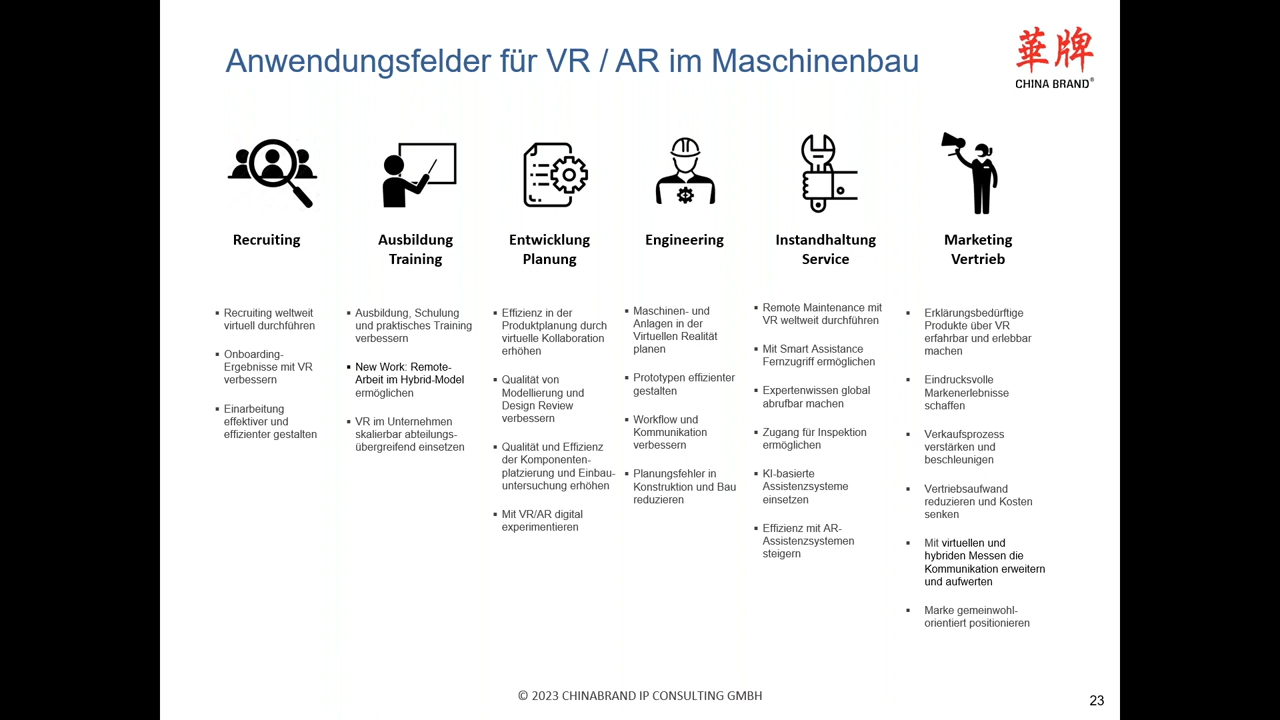 Anwendungsfelder für VR / AR im Maschinenbau
華牌
CHINA BRAND®
Recruiting
▪ Recruiting weltweit
virtuell durchführen
▪ Onboarding-
Ergebnisse mit VR
verbessern
▪ Einarbeitung
effektiver und
effizienter gestalten
Ausbildung
Training
▪ Ausbildung, Schulung
und praktisches Training
verbessern
▪ New Work: Remote-
Arbeit im Hybrid-Model
ermöglichen
▪ VR im Unternehmen
skalierbar abteilungs-
übergreifend einsetzen
Entwicklung
Planung
▪ Effizienz in der
Produktplanung durch
virtuelle Kollaboration
erhöhen
▪ Qualität von
Modellierung und
Design Review
verbessern
▪ Qualität und Effizienz
der Komponenten-
platzierung und Einbau-
untersuchung erhöhen
▪ Mit VR/AR digital
experimentieren
Engineering
▪ Maschinen- und
Anlagen in der
Virtuellen Realität
planen
▪ Prototypen effizienter
gestalten
▪ Workflow und
Kommunikation
verbessern
▪ Planungsfehler in
Konstruktion und Bau
reduzieren
Instandhaltung
Service
▪ Remote Maintenance mit
VR weltweit durchführen
▪ Mit Smart Assistance
Fernzugriff ermöglichen
▪ Expertenwissen global
abrufbar machen
▪ Zugang für Inspektion
ermöglichen
▪ KI-basierte
Assistenzsysteme
einsetzen
▪ Effizienz mit AR-
Assistenzsystemen
steigern
Marketing
Vertrieb
▪ Erklärungsbedürftige
Produkte über VR
erfahrbar und erlebbar
machen
▪ Eindrucksvolle
Markenerlebnisse
schaffen
▪ Verkaufsprozess
verstärken und
beschleunigen
▪ Vertriebsaufwand
reduzieren und Kosten
senken
▪ Mit virtuellen und
hybriden Messen die
Kommunikation erweitern
und aufwerten
▪ Marke gemeinwohl-
orientiert positionieren
© 2023 CHINABRAND IP CONSULTING GMBH
23